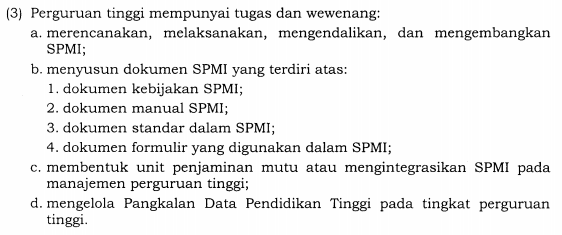 (3) Perguruan tinggi mempunyai tugas dan wewenang:
a. merencanakan, melaksanakan, mengendalikan, dan mengembangkan
SPMI;
b. menyusun dokumen SPMI yang terdiri atas:
1. dokumen kebijakan SPMI;
2. dokumen manual SPMI;
3. dokumen standar dalam SPMI;
4. dokumen formulir yang digunakan dalam SPMI;
c. membentuk unit penjaminan mutu atau mengintegrasikan SPMI pada
manajemen perguruan tinggi;
d. mengelola Pangkalan Data Pendidikan Tinggi pada tingkat perguruan
tinggi.